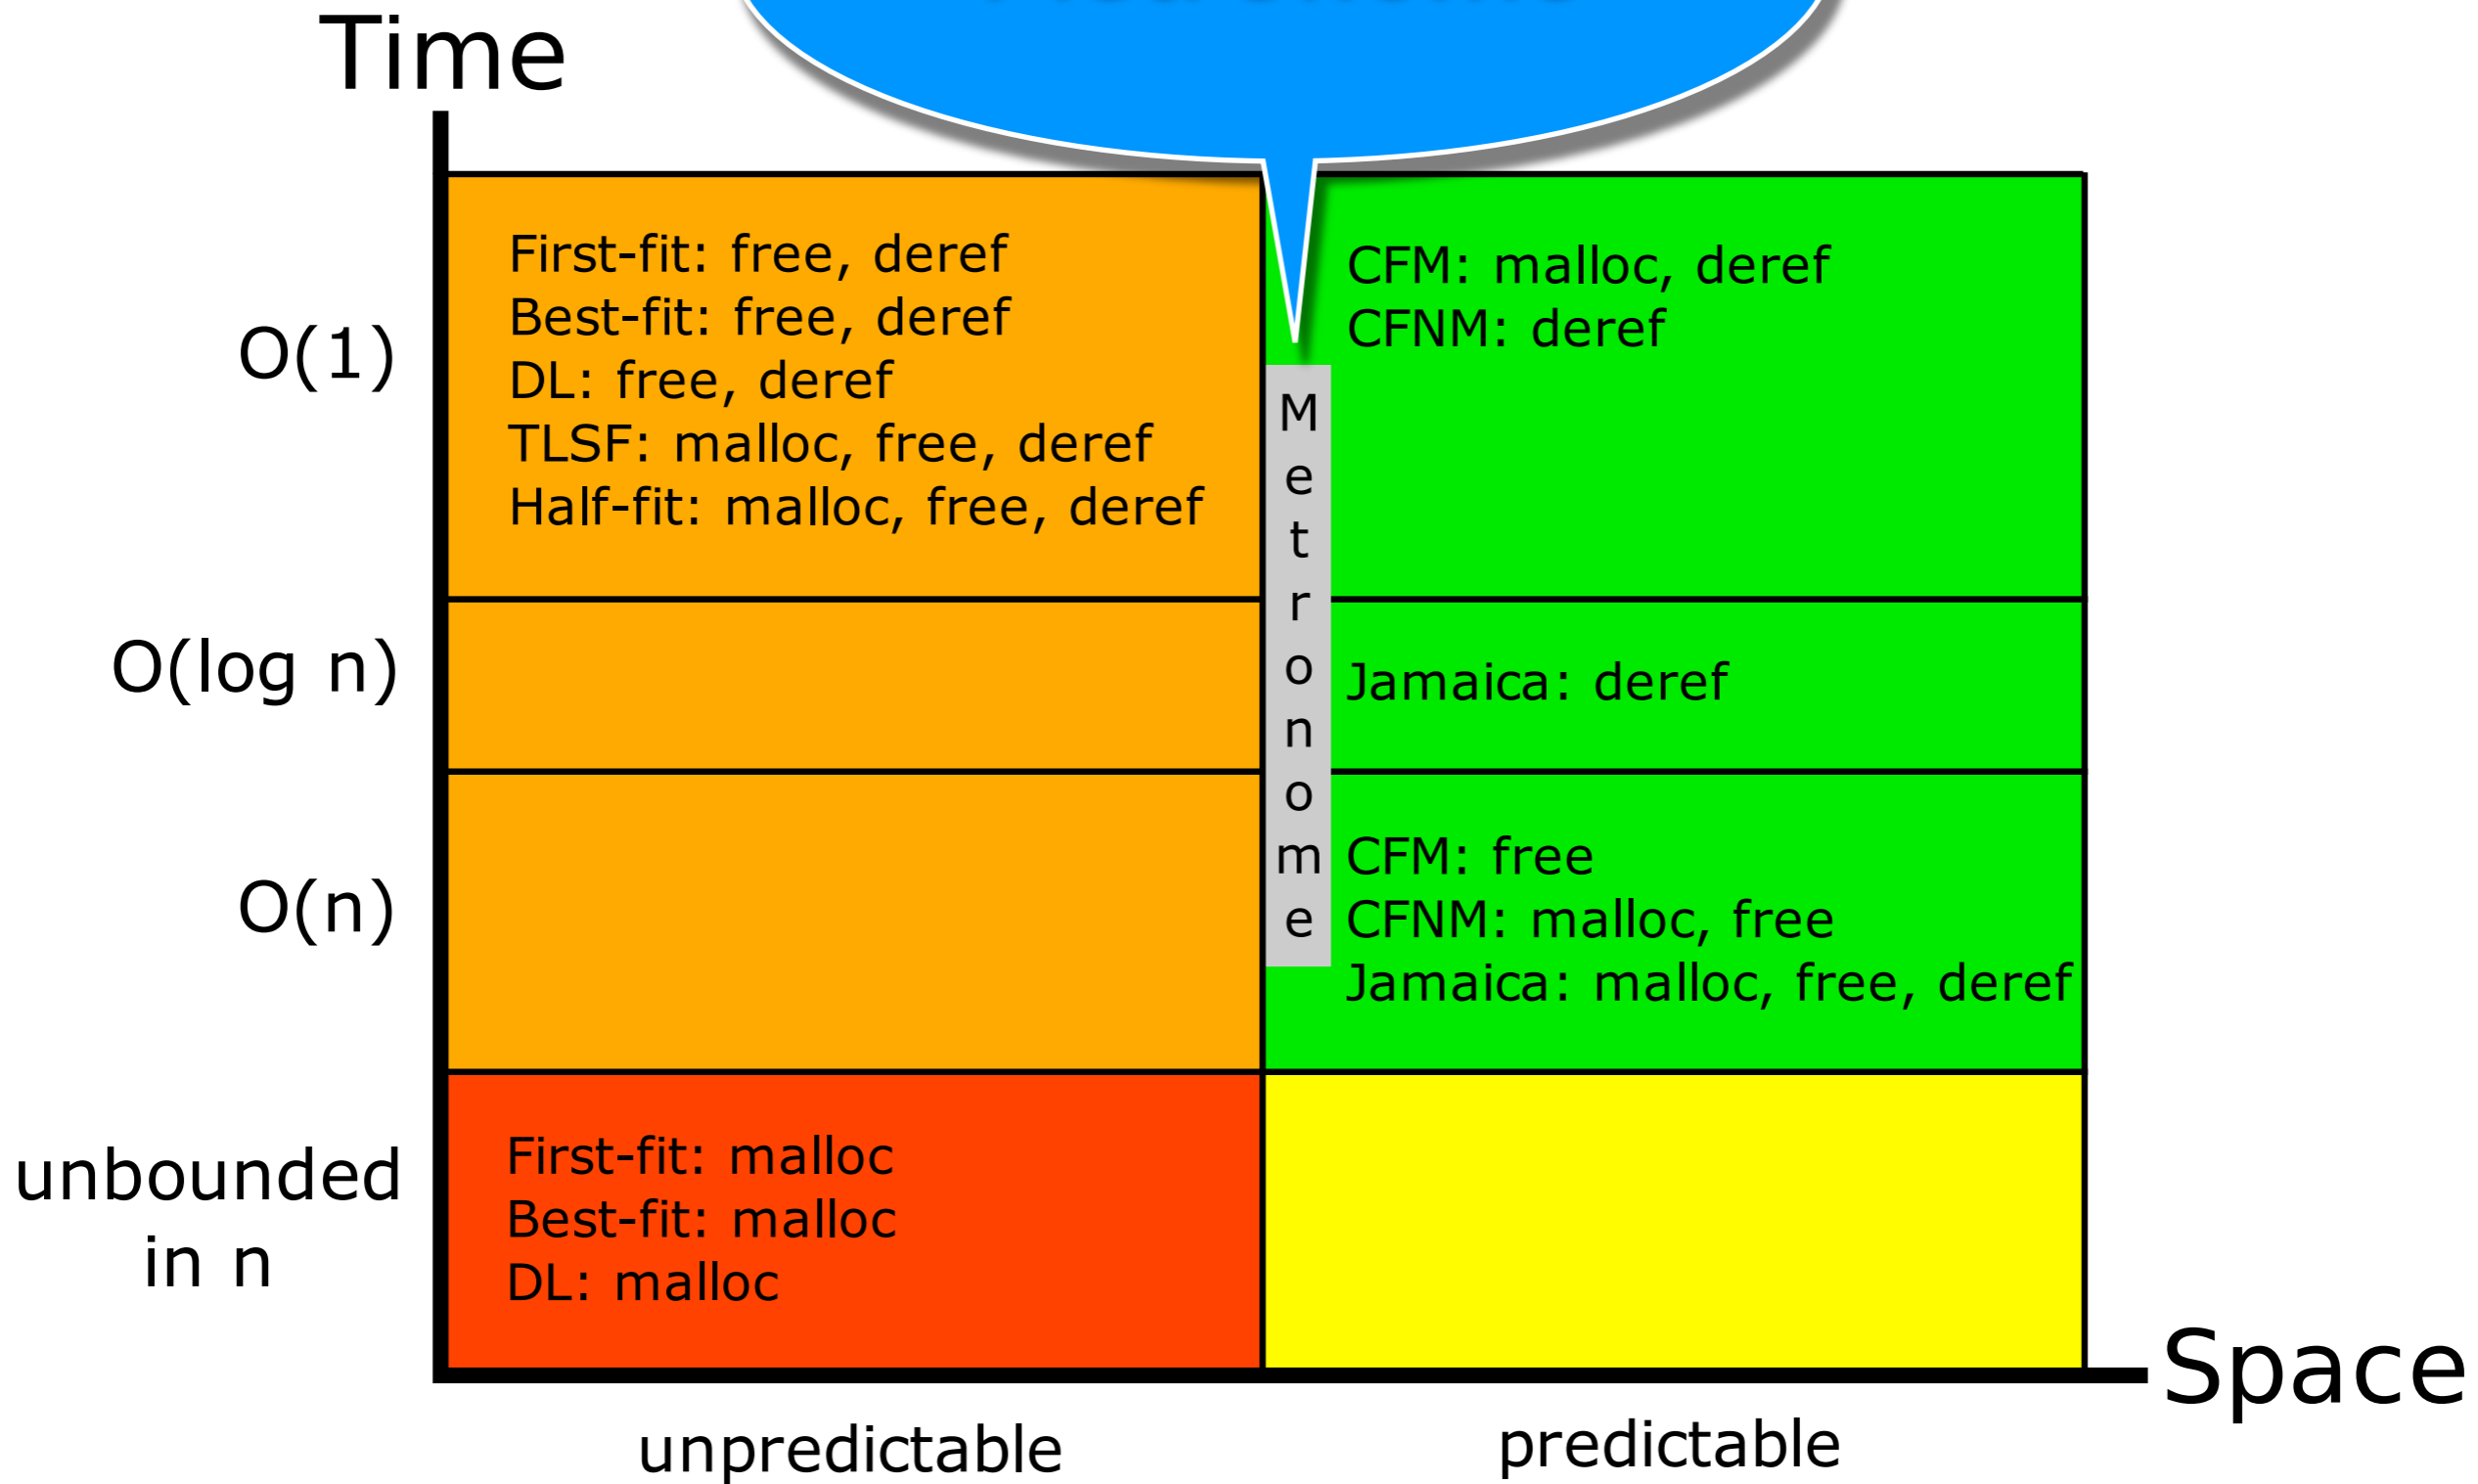 Time
O(1)
First-fit: free, deref
Best-fit: free, deref
DL: free, deref
TLSF: malloc, free, deref
Half-fit: malloc, free, deref
CFM: malloc, deref
CFNM: deref
M
e
t
r
o
n
o
m
e
O(log n)
Jamaica: deref
O(n)
CFM: free
CFNM: malloc, free
Jamaica: malloc, free, deref
unbounded
in n
First-fit: malloc
Best-fit: malloc
DL: malloc
Space
unpredictable
predictable